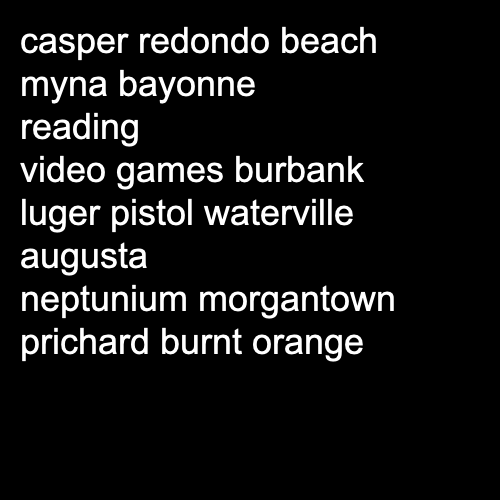 casper redondo beach
myna bayonne
reading
video games burbank
luger pistol waterville
augusta
neptunium morgantown
prichard burnt orange